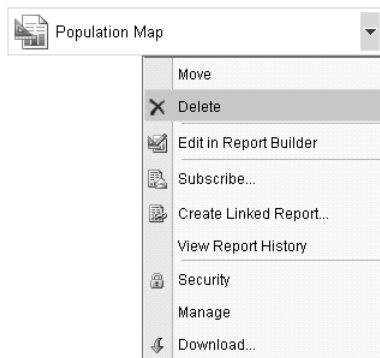 Population Map
Move
Delete
Edit in Report Builder
Subscribe...
Create Linked Report...
View Report History
Security
Manage
Download...